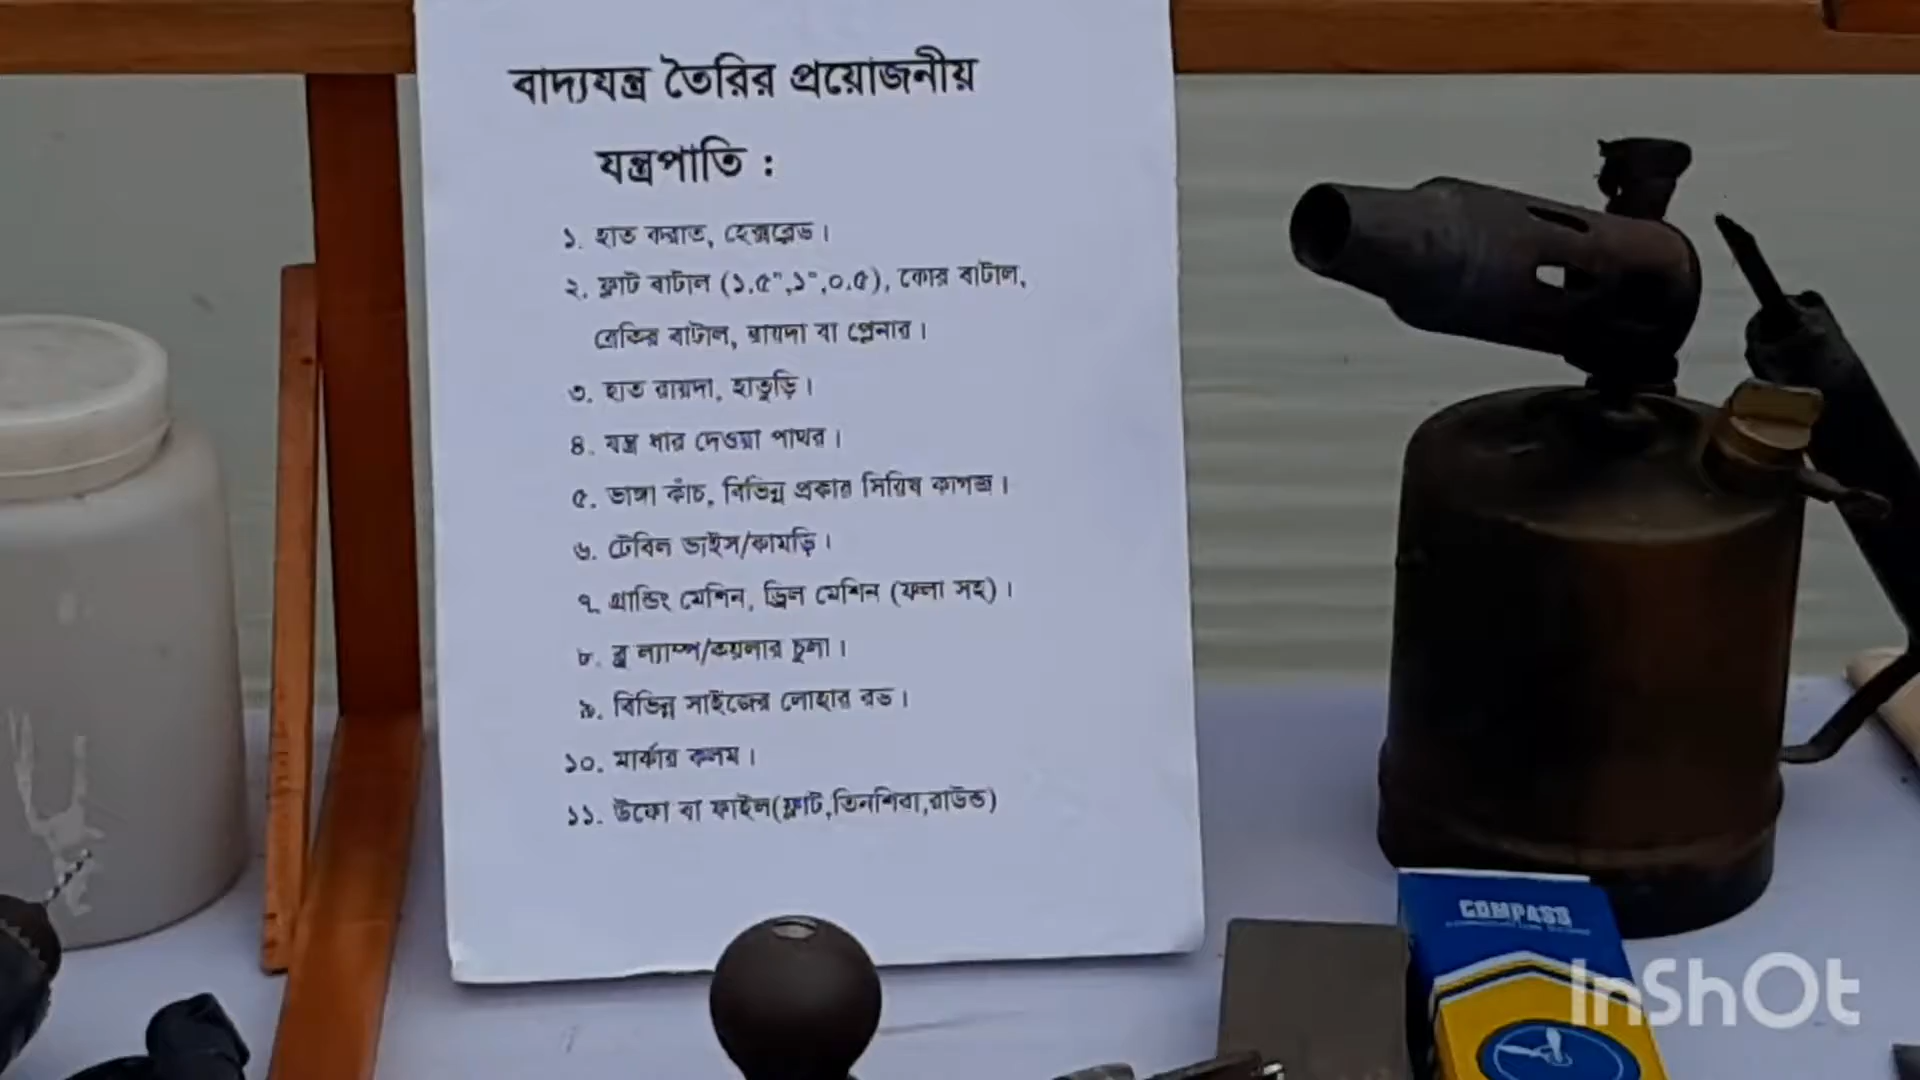 বাদ্যযন্ত্র তৈরির প্রয়োজনীয়
যন্ত্রপাতি :
১. হাত করাত, হেক্সব্লেড।
২. ফ্লাট বাটাল (১.৫",১",০.৫), কোর বাটাল,
বাটাল, রায়দা বা প্লেনার।
৩. হাত রায়দা, হাতুড়ি।
৪. যন্ত্র ধার দেওয়া পাথর।
৫. ভাঙ্গা কাঁচ, বিভিন্ন প্রকার সিরিষ কাগজ।
৬. টেবিল ভাইস/কামড়ি।
৭. গ্রান্ডিং মেশিন, ড্রিল মেশিন (ফলা সহ)।
৮. ব্লু ল্যাম্প/কয়লার চুলা।
৯. বিভিন্ন সাইজের লোহার রড।
১০. মার্কার কলম।
১১. উকো বা ফাইল(ফ্লাট,তিনশিরা,রাউন্ড)
COMPASS
InShOt